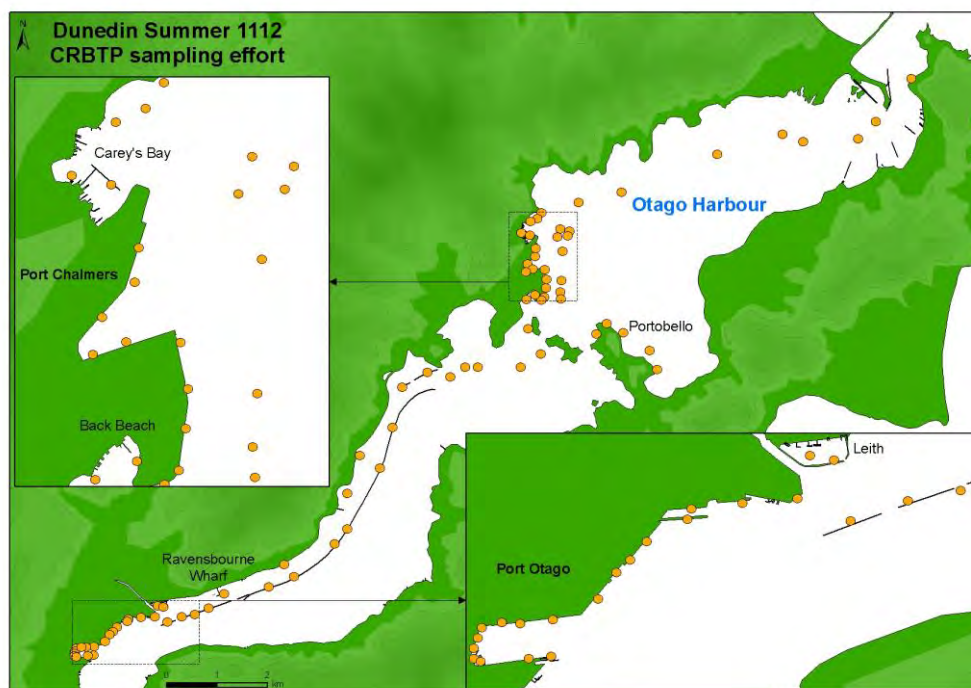 N
Dunedin Summer 1112
CRBTP sampling effort
Carey's Bay
Port Chalmers
Back Beach
Otago Harbour
Portobello
Ravensbourne
Wharf
Leith
Port Otago
0 1 2
km